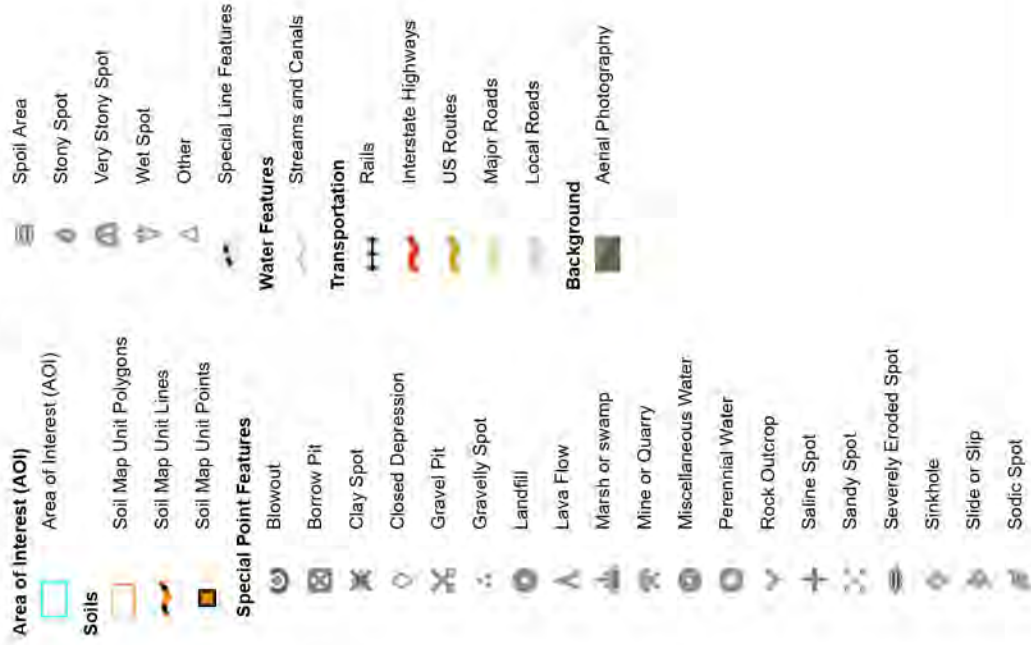 Area of Interest (AOI)
Area of Interest (AOI)
Soils
Soil Map Unit Polygons
Soil Map Unit Lines
Soil Map Unit Points
Special Point Features
Blowout
Borrow Pit
Clay Spot
Closed Depression
Gravel Pit
Gravelly Spot
Landfill
Lava Flow
Marsh or swamp
Mine or Quarry
Miscellaneous Water
Perennial Water
Rock Outcrop
Saline Spot
Sandy Spot
Severely Eroded Spot
Sinkhole
Slide or Slip
Sodic Spot
Spoil Area
Stony Spot
Very Stony Spot
Wet Spot
Other
Special Line Features
Water Features
Streams and Canals
Transportation
Rails
Interstate Highways
US Routes
Major Roads
Local Roads
Background
Aerial Photography